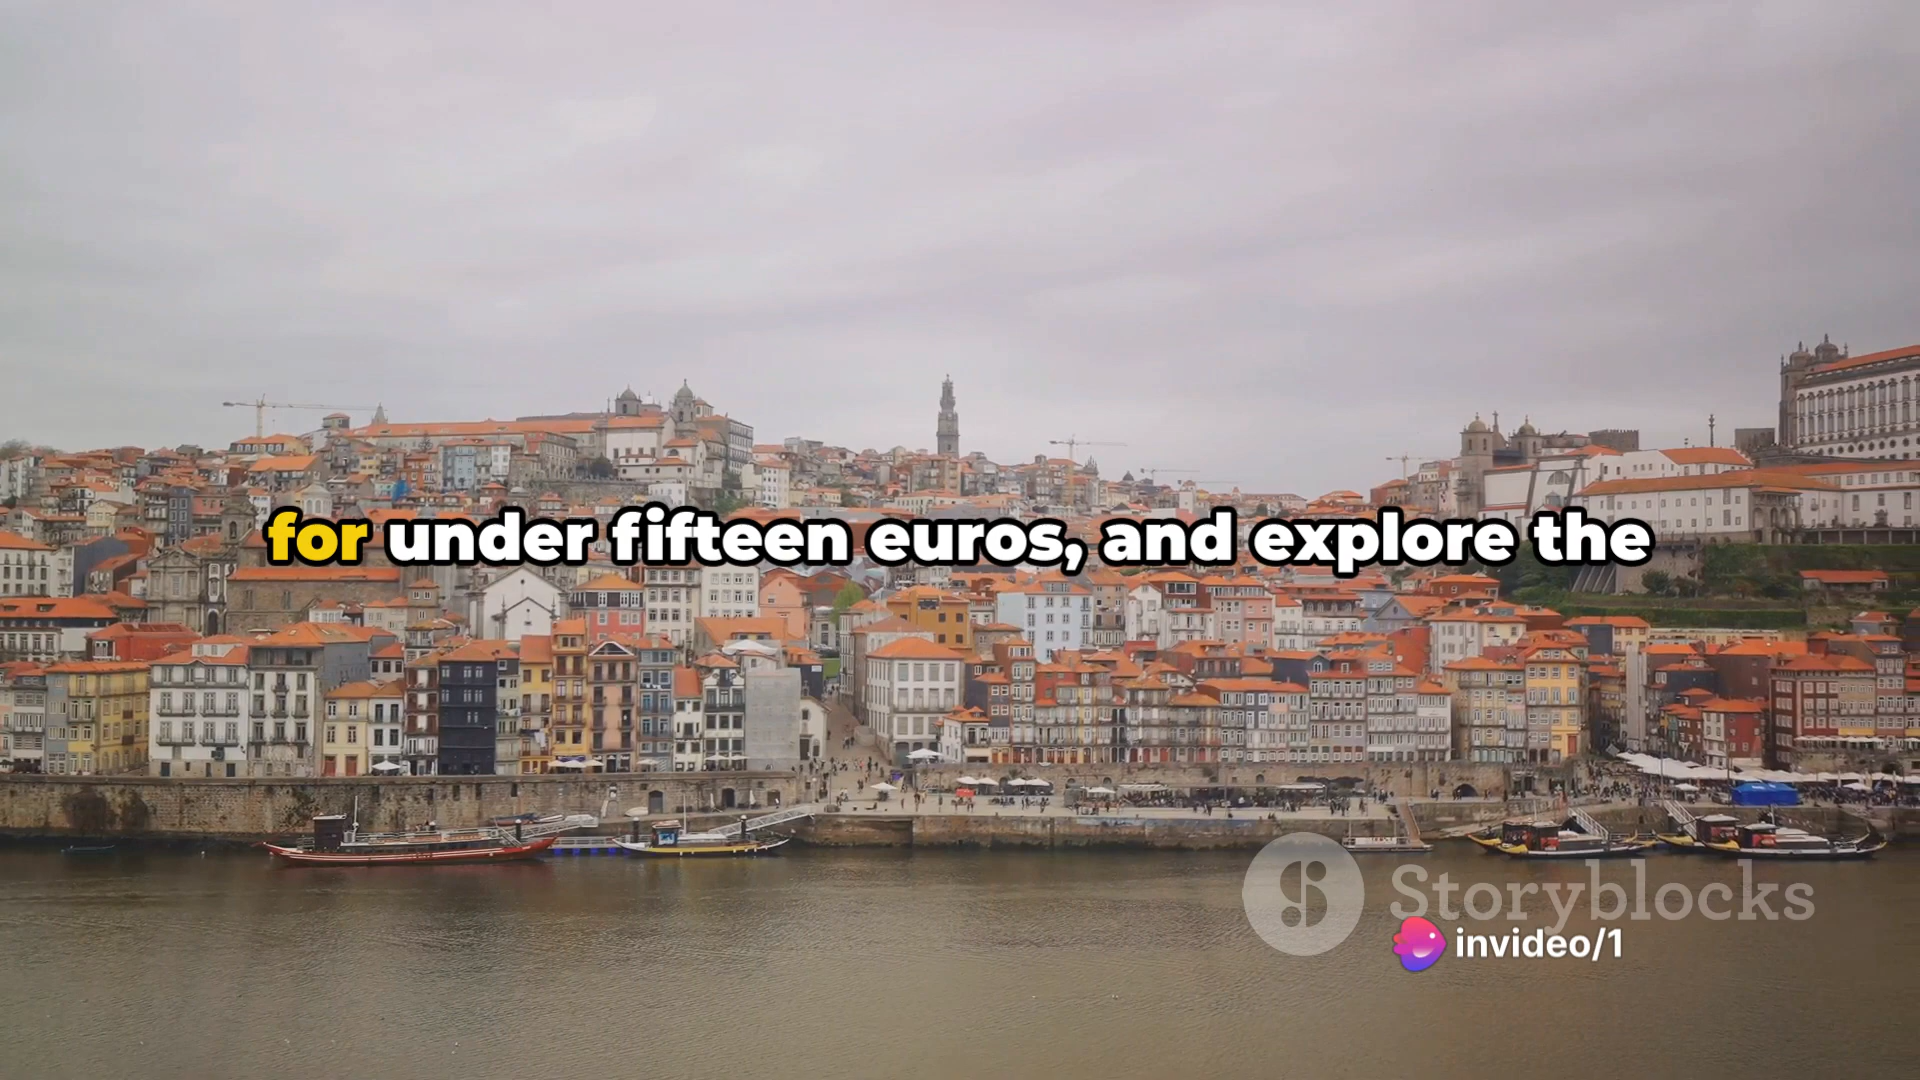 for under fifteen euros, and explore the
Storyblocks
invideo/1